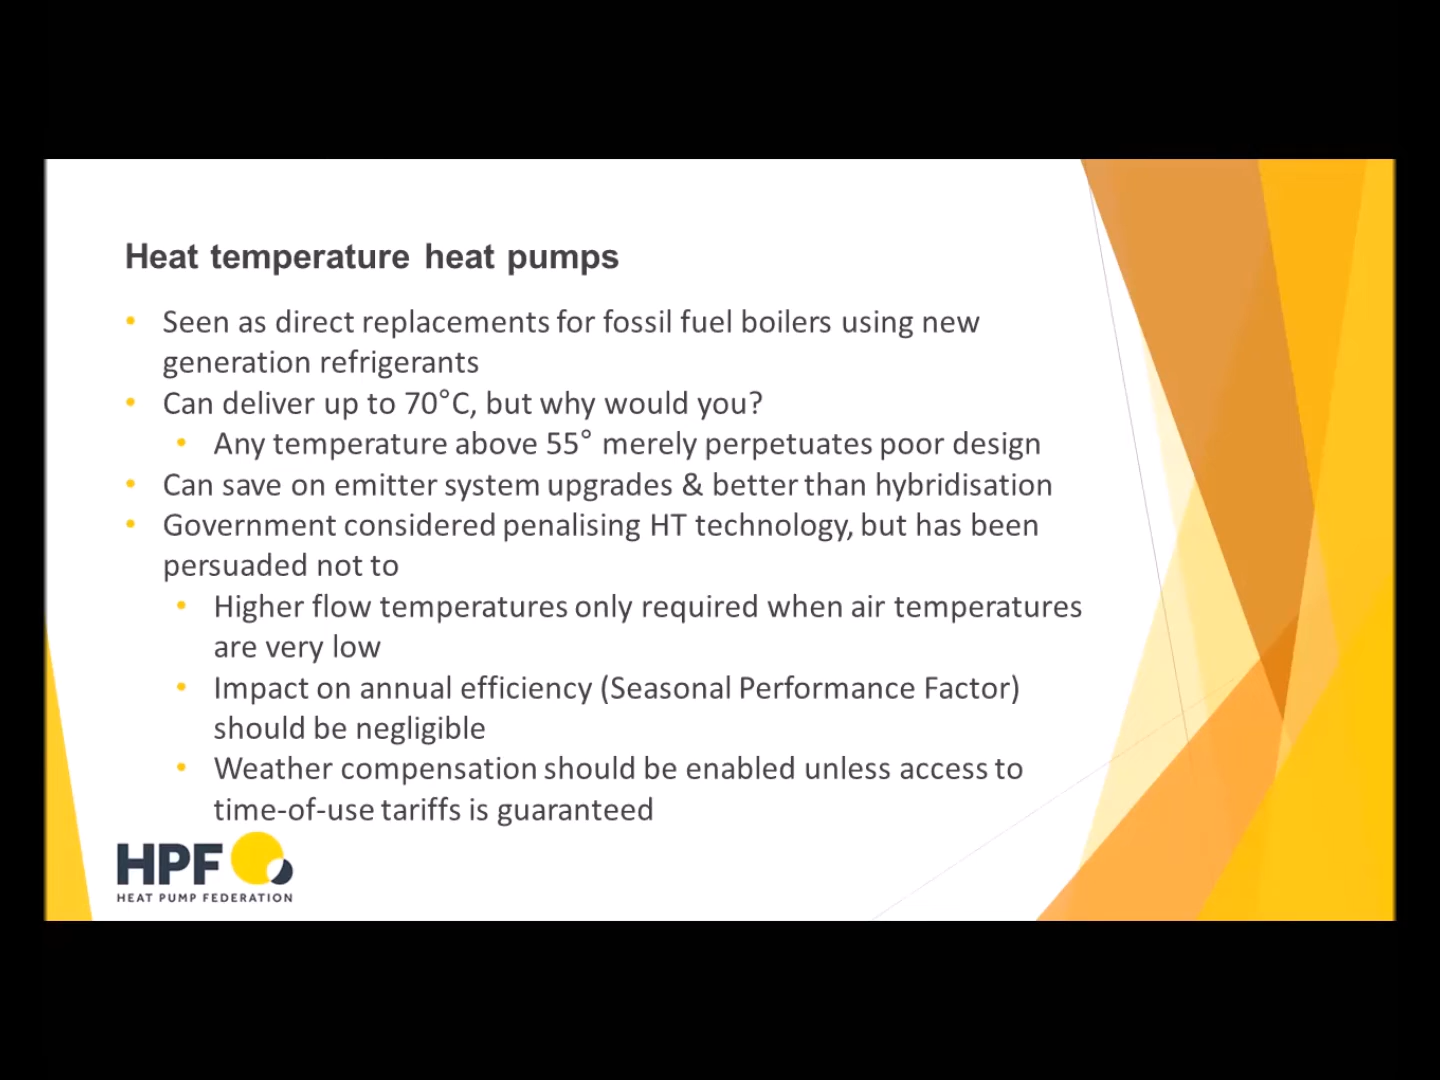 Heat temperature heat pumps
• Seen as direct replacements for fossil fuel boilers using new
generation refrigerants
• Can deliver up to 70°C, but why would you?
• Any temperature above 55° merely perpetuates poor design
• Can save on emitter system upgrades & better than hybridisation
• Government considered penalising HT technology, but has been
persuaded not to
• Higher flow temperatures only required when air temperatures
are very low
• Impact on annual efficiency (Seasonal Performance Factor)
should be negligible
• Weather compensation should be enabled unless access to
time-of-use tariffs is guaranteed
HPF
HEAT PUMP FEDERATION